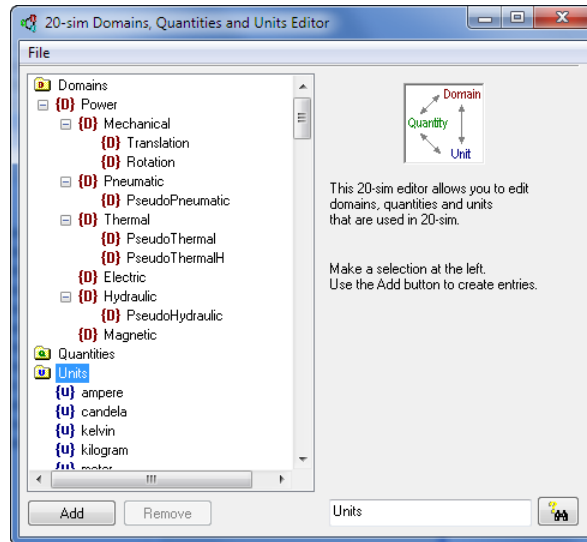 20-sim Domains, Quantities and Units Editor
File
Domains
{D} Power
{D} Mechanical
{D} Translation
{D} Rotation
{D} Pneumatic
{D} PseudoPneumatic
{D} Thermal
{D} PseudoThermal
{D} PseudoThermalH
{D} Electric
{D} Hydraulic
{D} PseudoHydraulic
{D} Magnetic
Quantities
Units
{u} ampere
{u} candela
{u} kelvin
{u} kilogram
{u} meter
Add
Remove
Domain
Quantity
Unit
This 20-sim editor allows you to edit
domains, quantities and units
that are used in 20-sim.
Make a selection at the left.
Use the Add button to create entries.
Units